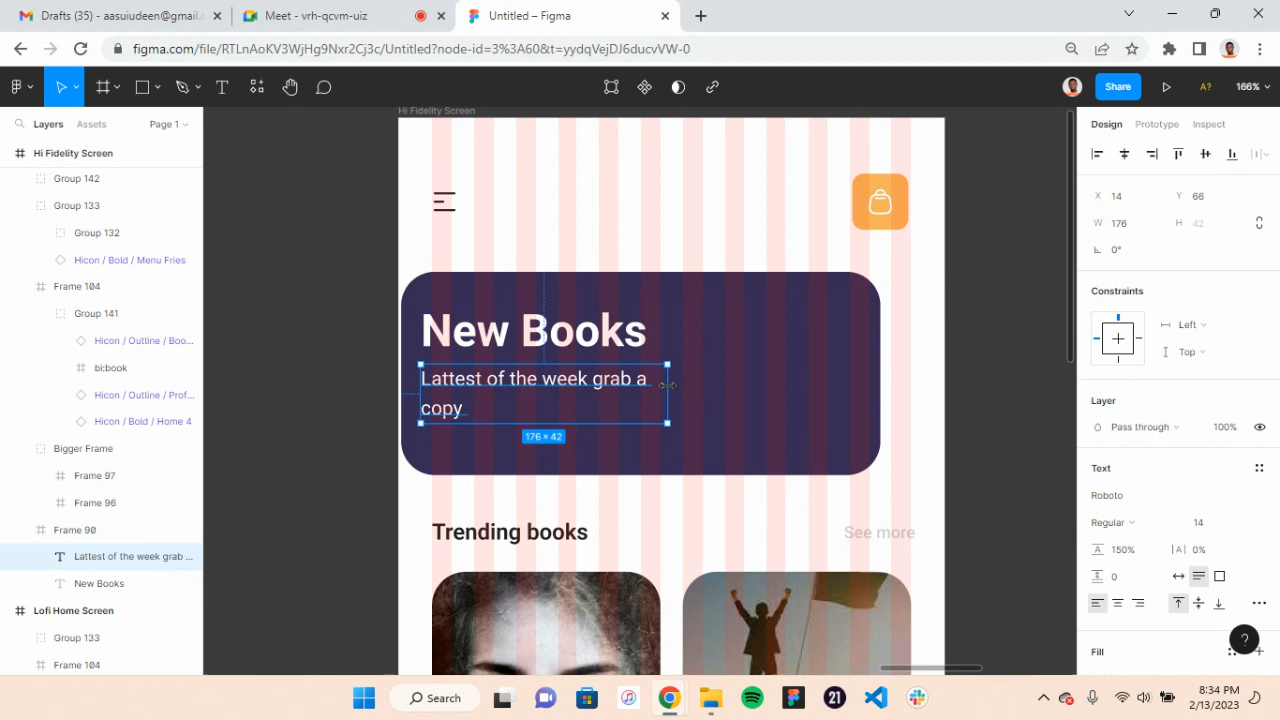 Drafts (35) - aasuiudeen@gmail.c
Meet - vrh-qcvm-uiz
Untitled – Figma
figma.com/file/RTLnAoKV3WjHg9Nxr2Cj3c/Untitled?node-id=3%3A60&t=yydqVejDJ6ducvVW-0
Share
A?
166%
Layers
Assets
Page 1
Hi Fidelity Screen
Group 142
Group 133
Group 132
Hicon / Bold / Menu Fries
Frame 104
Group 141
Hicon / Outline / Boo...
bi:book
Hicon / Outline / Prof...
Hicon / Bold / Home 4
Bigger Frame
Frame 97
Frame 96
Frame 90
Lattest of the week grab ...
New Books
Lofi Home Screen
Group 133
Frame 104
Hi Fidelity Screen
New Books
Lattest of the week grab a
copy
176 × 42
Trending books
See more
Design
Prototype
Inspect
X 14
Y 66
W 176
H 42
0°
Constraints
Left
Top
Layer
Pass through
100%
Text
Roboto
Regular
14
150%
|A| 0%
0
Fill
?
Search
21
8:34 PM
2/13/2023